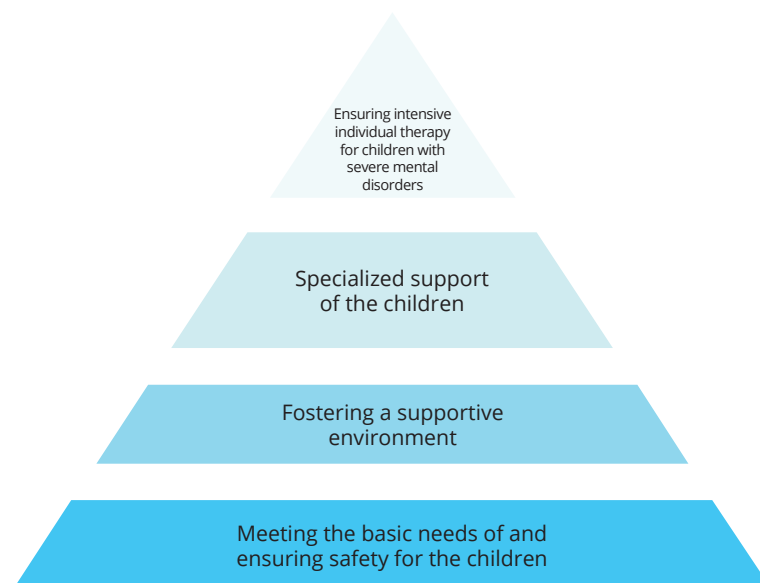 Ensuring intensive
individual therapy
for children with
severe mental
disorders
Specialized support
of the children
Fostering a supportive
environment
Meeting the basic needs of and
ensuring safety for the children